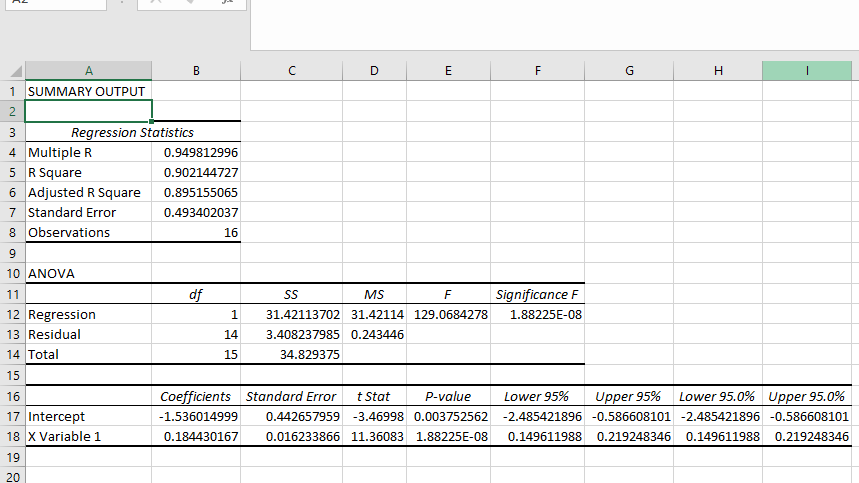 A B C D E F G H I
1 SUMMARY OUTPUT
2
3 Regression Statistics
4 Multiple R 0.949812996
5 R Square 0.902144727
6 Adjusted R Square 0.895155065
7 Standard Error 0.493402037
8 Observations 16
9
10 ANOVA
11 df SS MS F Significance F
12 Regression 1 31.42113702 31.42114 129.0684278 1.88225E-08
13 Residual 14 3.408237985 0.243446
14 Total 15 34.829375
15
16 Coefficients Standard Error t Stat P-value Lower 95% Upper 95% Lower 95.0% Upper 95.0%
17 Intercept -1.536014999 0.442657959 -3.46998 0.003752562 -2.485421896 -0.586608101 -2.485421896 -0.586608101
18 X Variable 1 0.184430167 0.016233866 11.36083 1.88225E-08 0.149611988 0.219248346 0.149611988 0.219248346
19
20